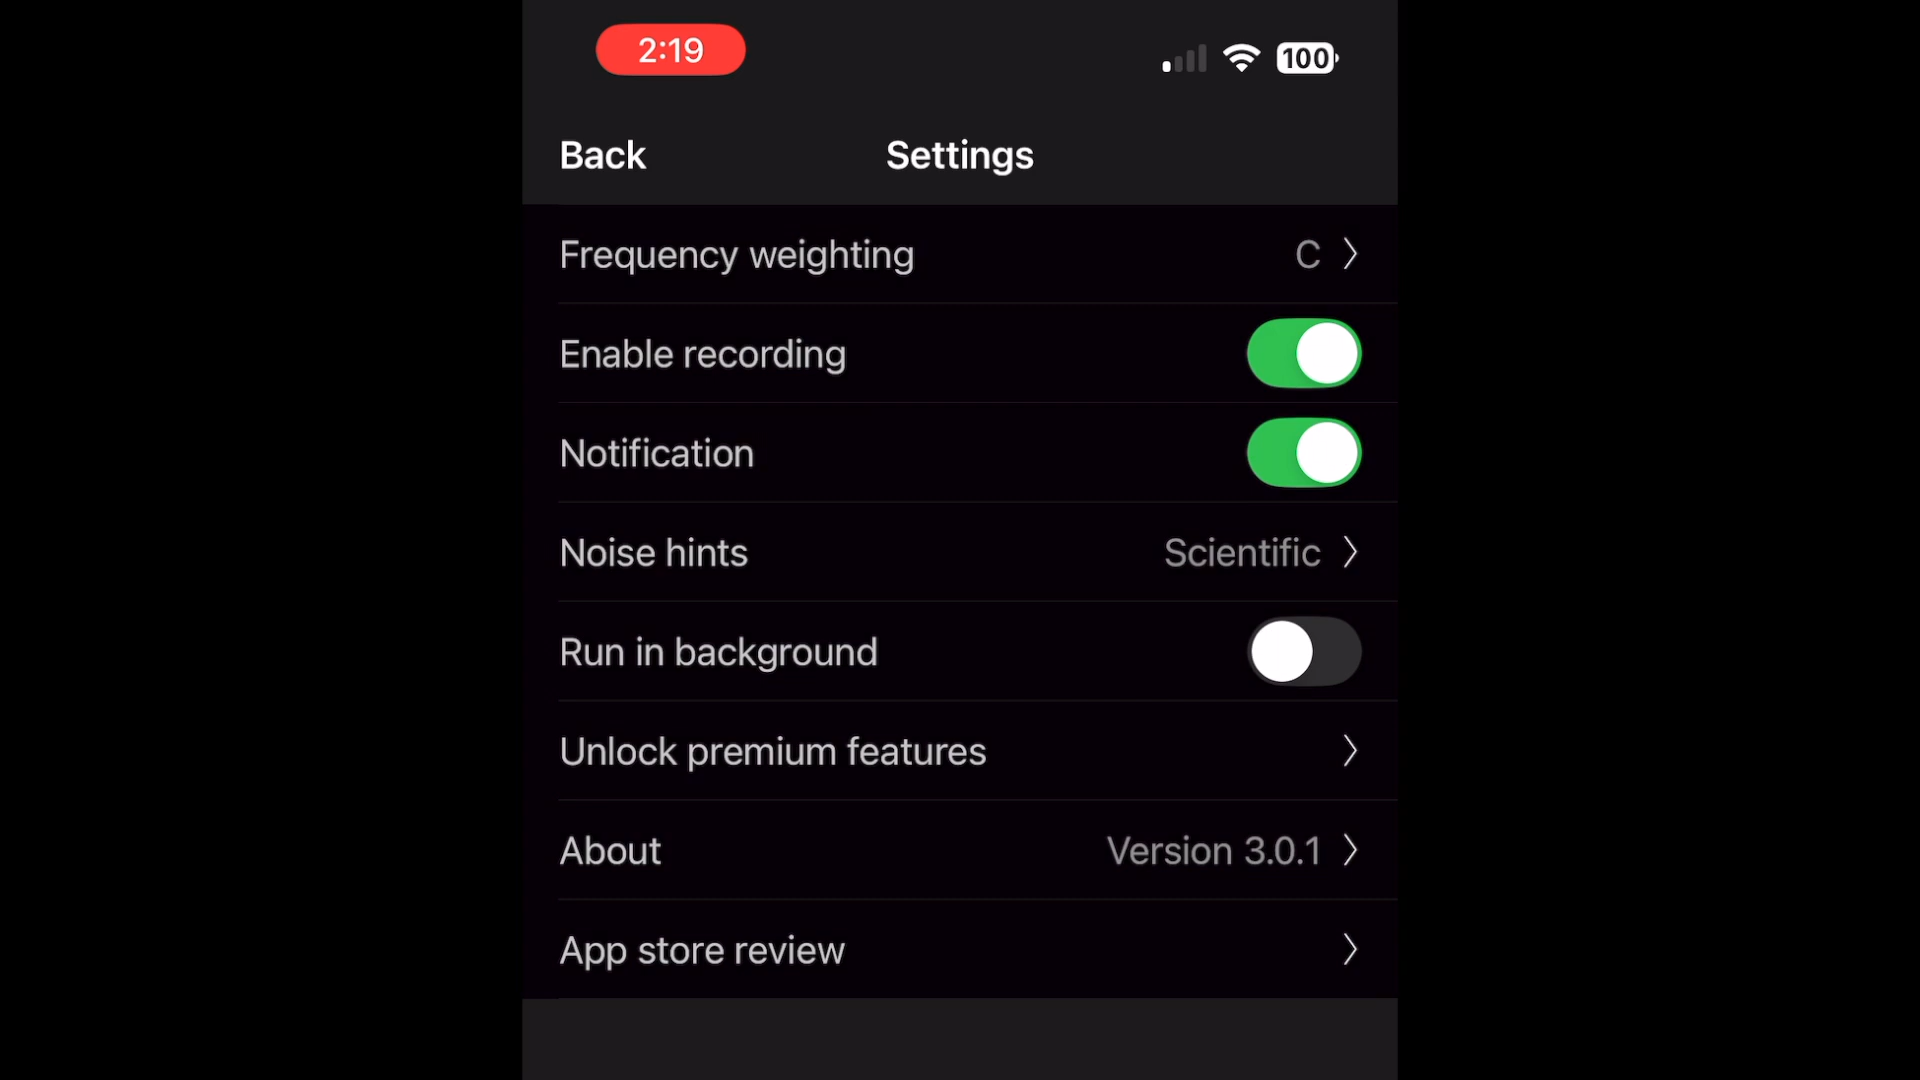 2:19
100
Back
Settings
Frequency weighting
C
Enable recording
Notification
Noise hints
Scientific
Run in background
Unlock premium features
About
Version 3.0.1
App store review